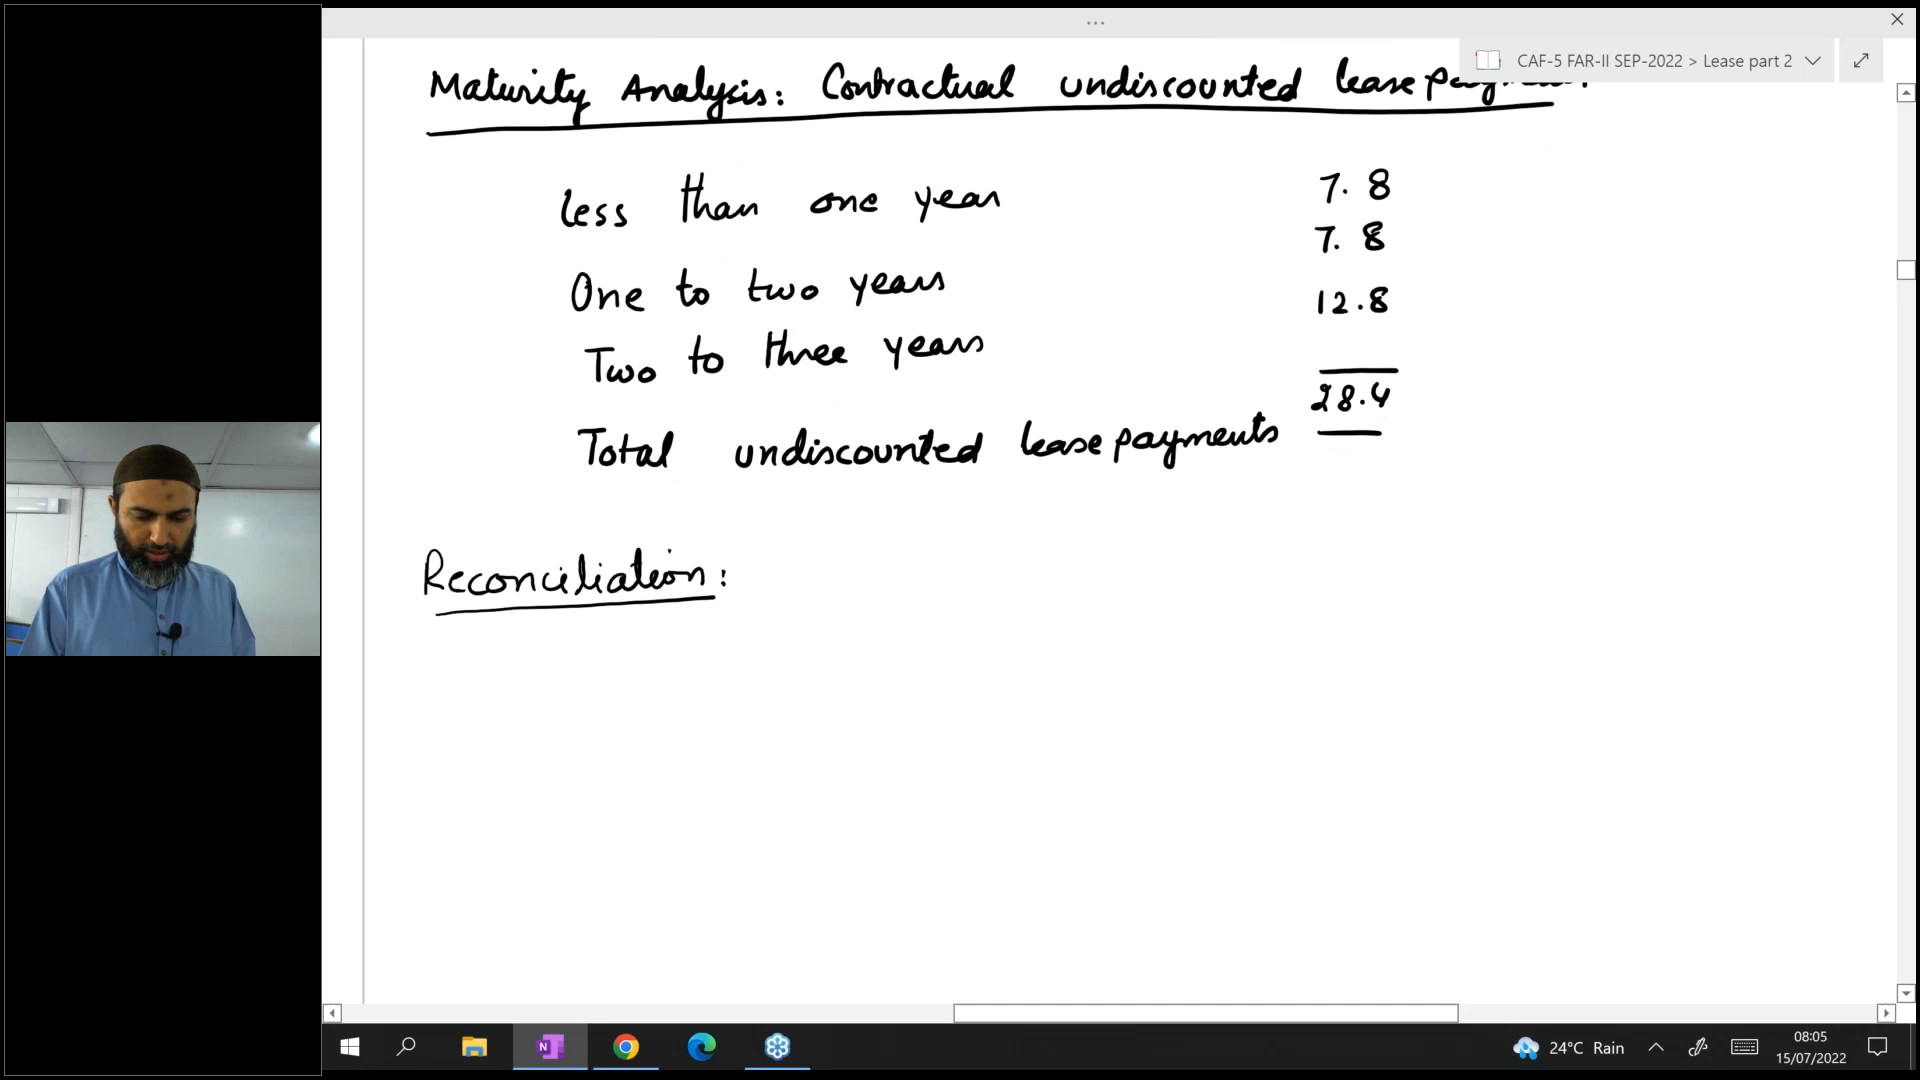 CAF-5 FAR-II SEP-2022 > Lease part 2
Maturity Analysis: Contractual undiscounted lease
less than one year 7.8
One to two years 7.8
Two to three years 12.8
Total undiscounted lease payments 28.4
Reconciliation:
24°C Rain
08:05
15/07/2022